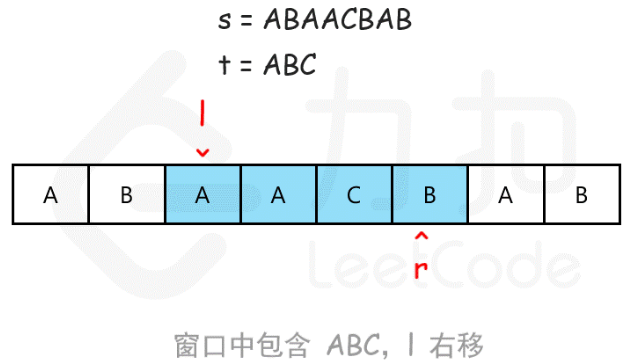 s = ABAACBAB
t = ABC
l
A B A A C B A B
r
力扣
LeetCode
窗口中包含 ABC, l 右移